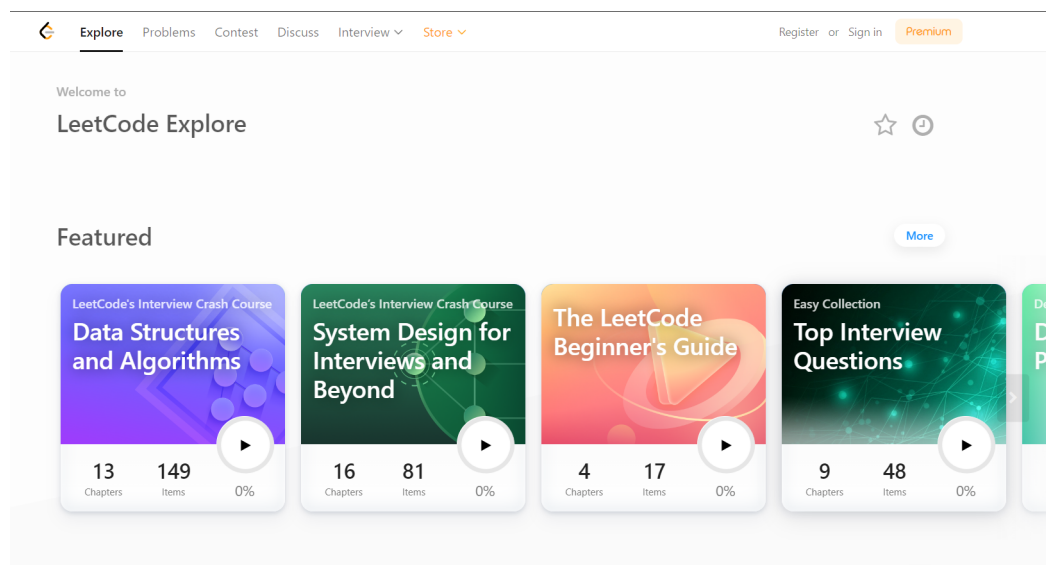 Explore Problems Contest Discuss Interview Store Register or Sign in Premium
Welcome to
LeetCode Explore
Featured More
LeetCode's Interview Crash Course
Data Structures
and Algorithms
13 149
Chapters Items 0%
LeetCode's Interview Crash Course
System Design for
Interviews and
Beyond
16 81
Chapters Items 0%
The LeetCode
Beginner's Guide
4 17
Chapters Items 0%
Easy Collection
Top Interview
Questions
9 48
Chapters Items 0%
D
P